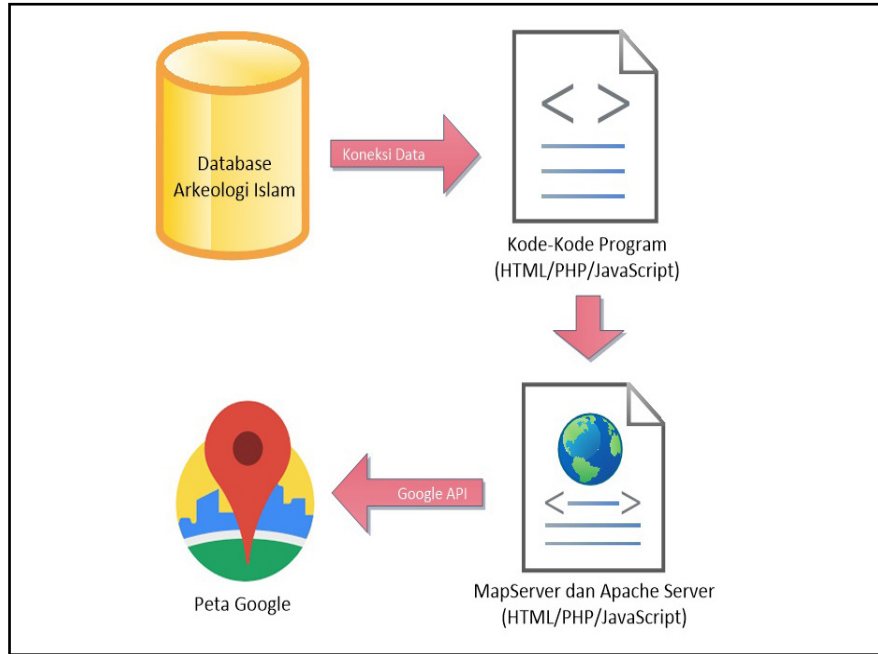 Database
Arkeologi Islam
Koneksi Data
Kode-Kode Program
(HTML/PHP/JavaScript)
Google API
Peta Google
MapServer dan Apache Server
(HTML/PHP/JavaScript)